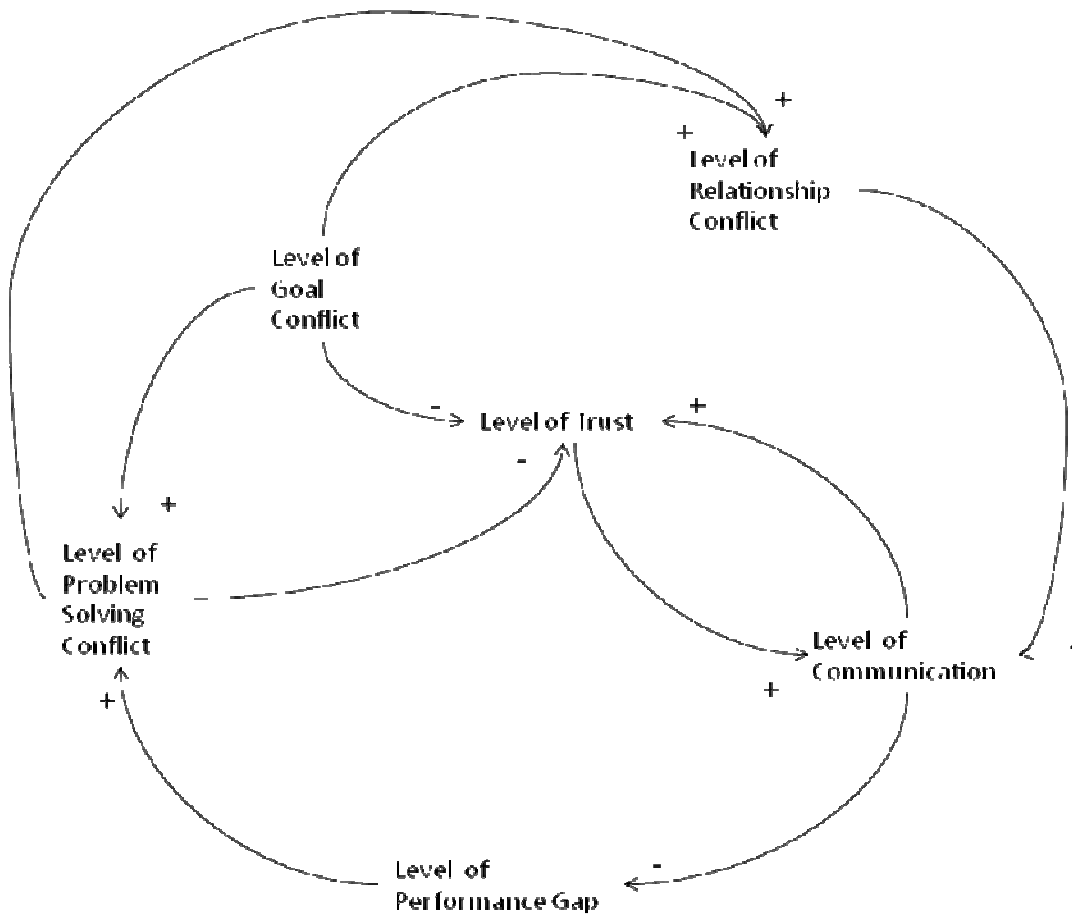 +
+
Level of
Relationship
Conflict
Level of
Goal
Conflict
-
Level of Trust
+
-
+
Level of
Problem
Solving
Conflict
Level of
Communication
-
+
+
Level of
Performance Gap
-